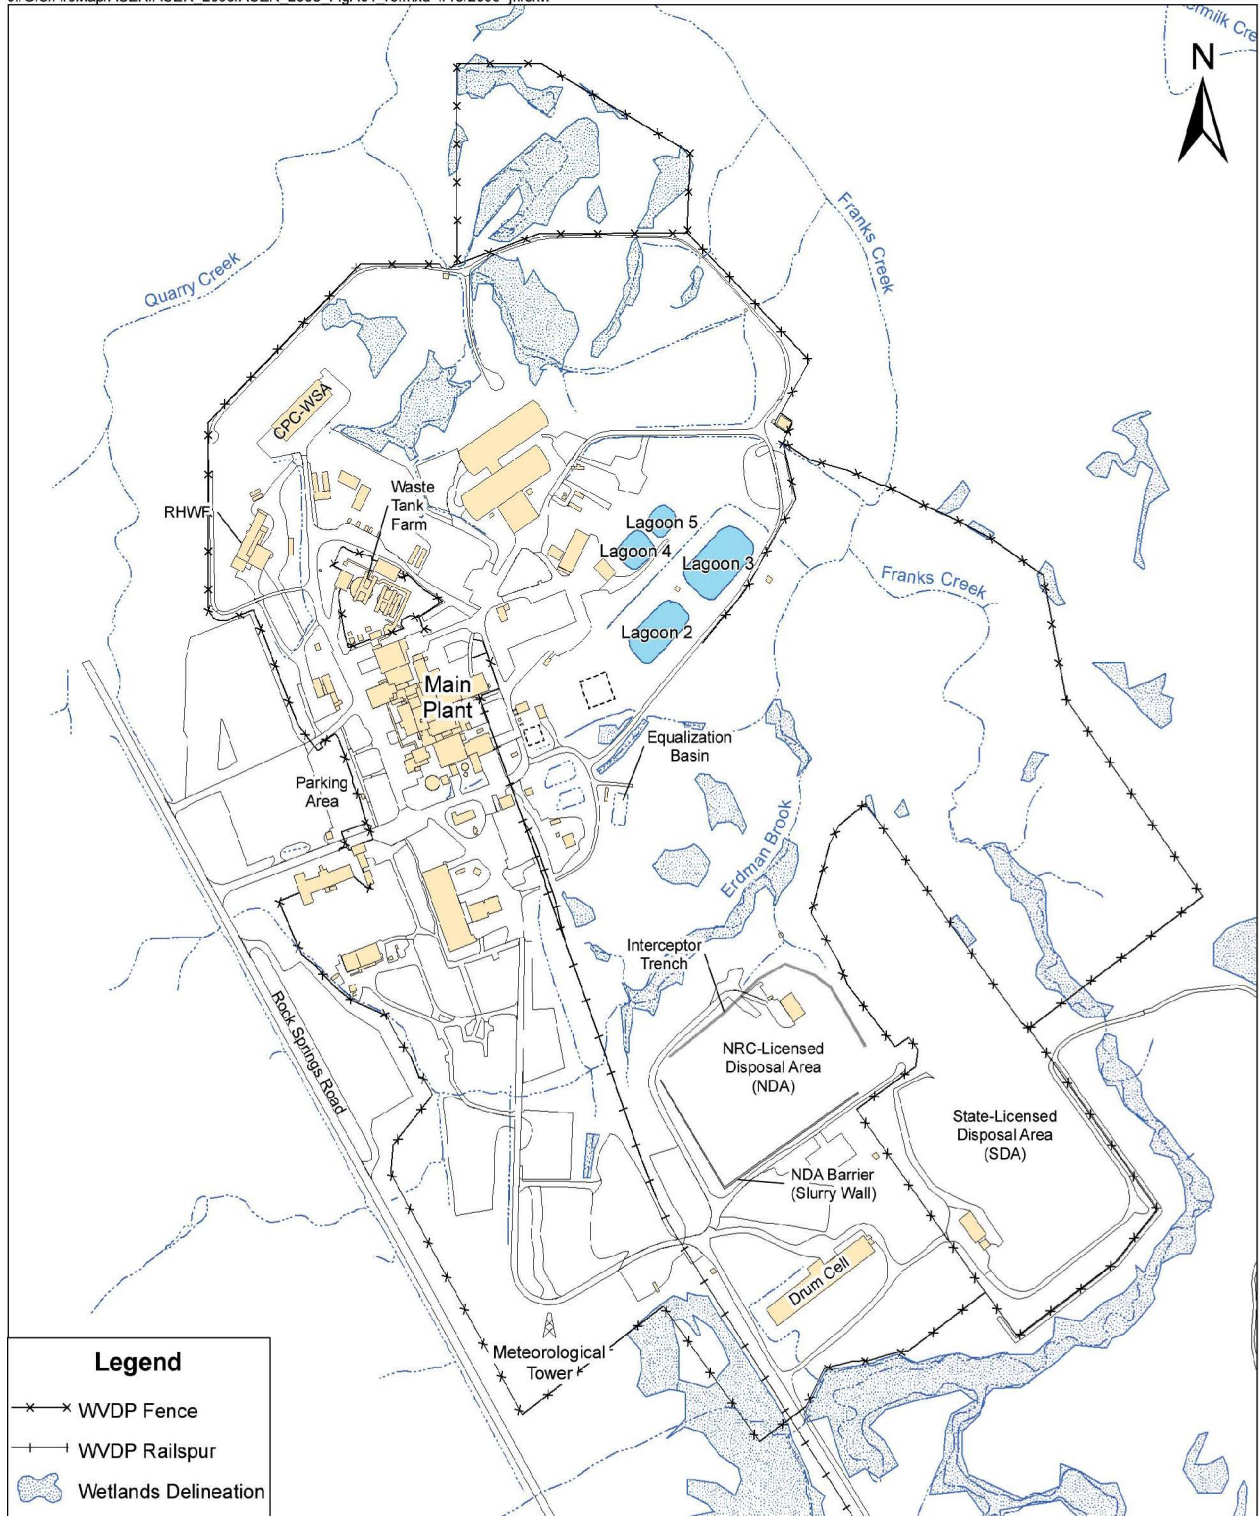 ermilk Cre
N
Franks Creek
Quarry Creek
CPC-WSA
Waste
Tank
Farm
RHWF
Lagoon 5
Lagoon 4
Lagoon 3
Franks Creek
Lagoon 2
Main
Plant
Equalization
Basin
Parking
Area
Erdman Brook
Interceptor
Trench
Rock Springs Road
NRC-Licensed
Disposal Area
(NDA)
State-Licensed
Disposal Area
(SDA)
NDA Barrier
(Slurry Wall)
Drum Cell
Meteorological
Tower
Legend
WVDP Fence
WVDP Railspur
Wetlands Delineation